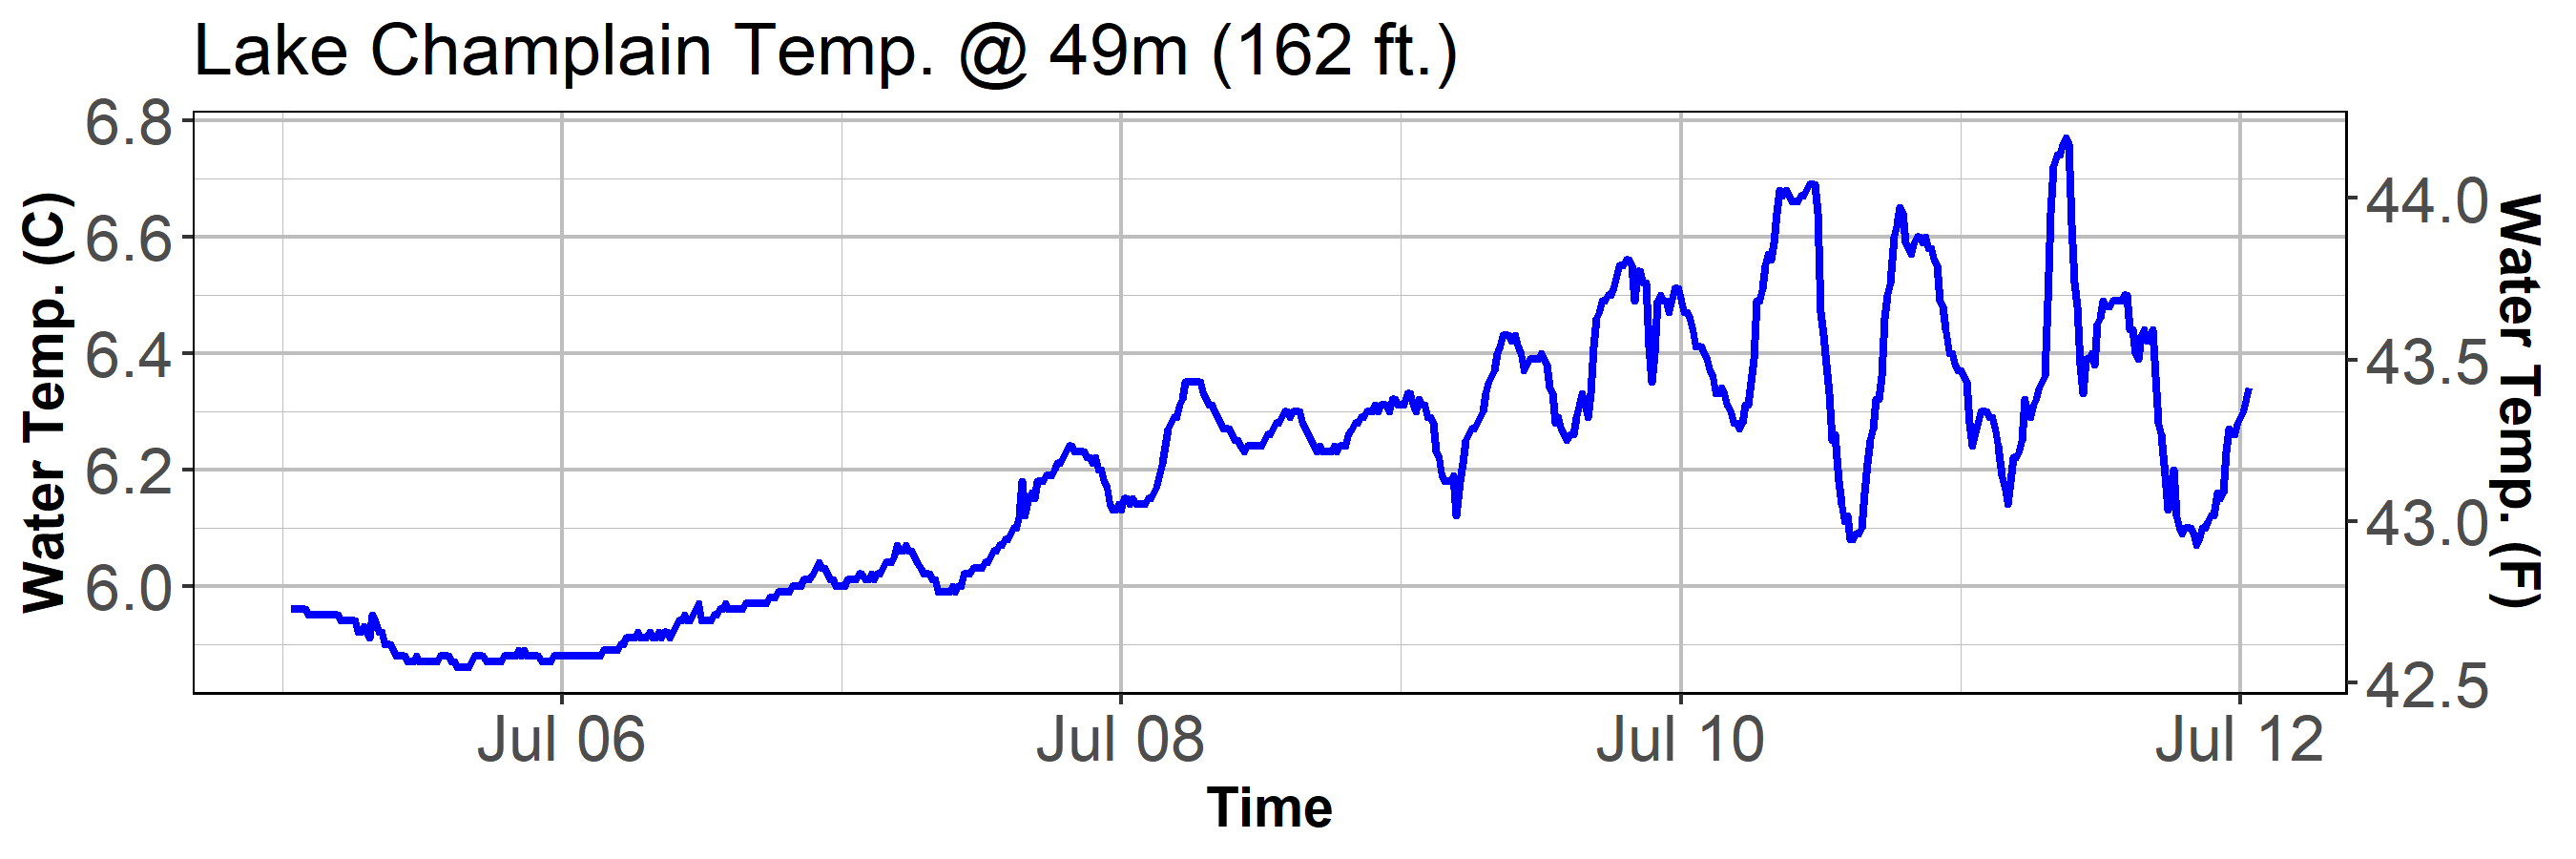 Lake Champlain Temp. @ 49m (162 ft.)
Water Temp. (C)
6.8
6.6
6.4
6.2
6.0
44.0
43.5
43.0
42.5
Water Temp. (F)
Jul 06
Jul 08
Jul 10
Jul 12
Time